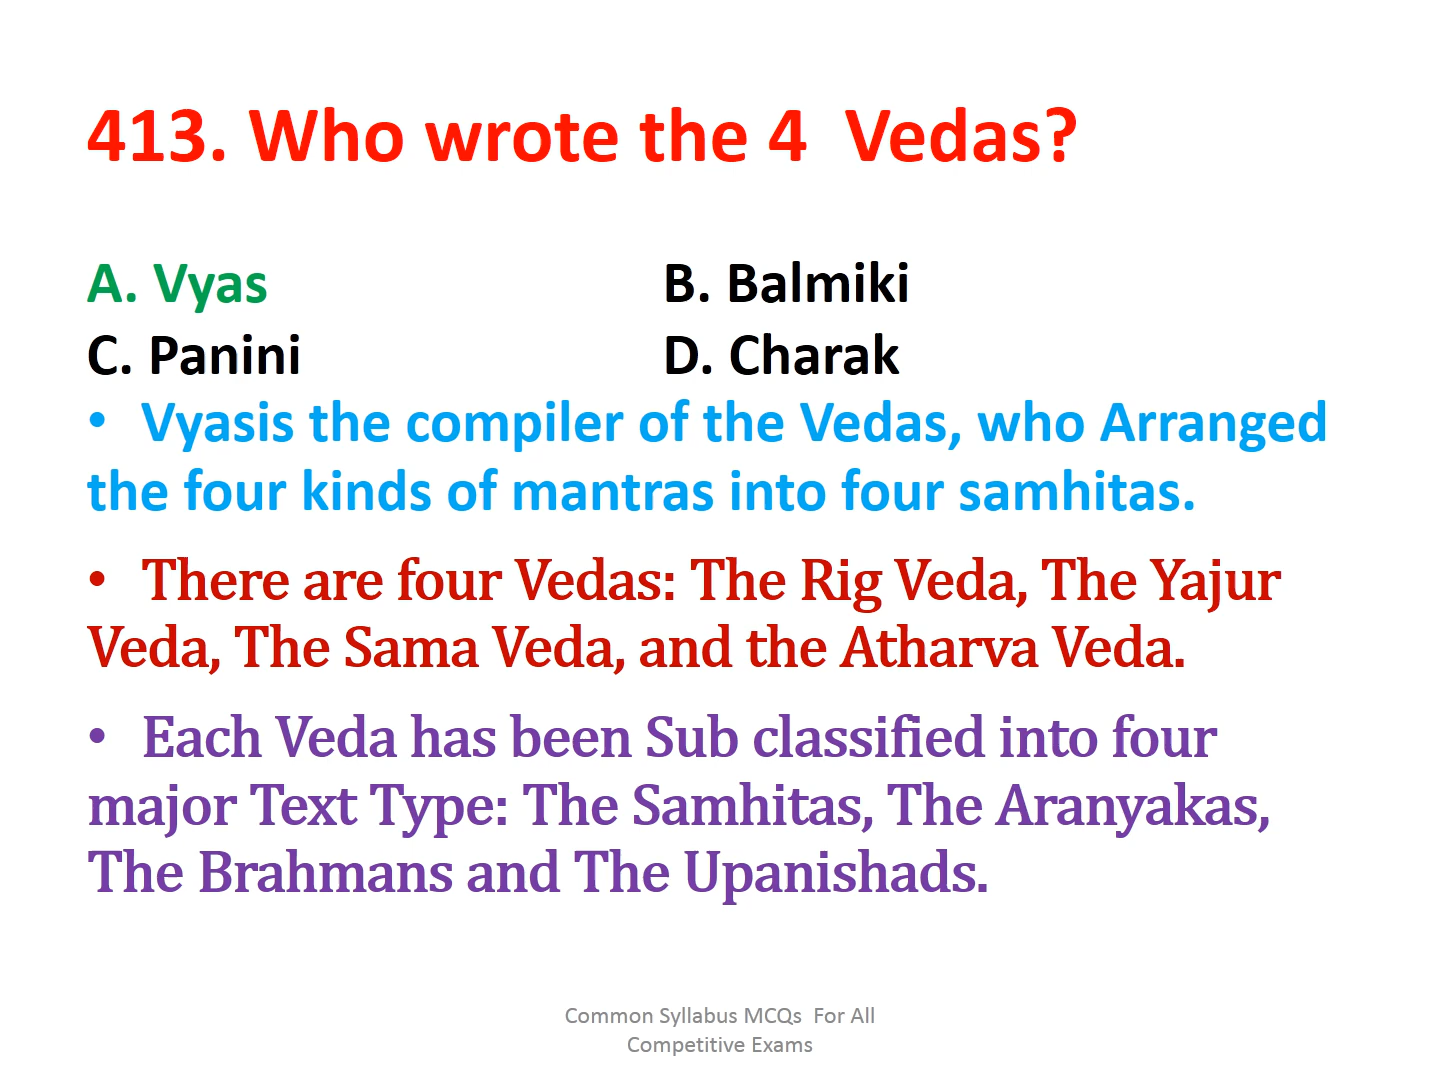 413. Who wrote the 4  Vedas?
A. Vyas B. Balmiki
C. Panini D. Charak
• Vyasis the compiler of the Vedas, who Arranged
the four kinds of mantras into four samhitas.
• There are four Vedas: The Rig Veda, The Yajur
Veda, The Sama Veda, and the Atharva Veda.
• Each Veda has been Sub classified into four
major Text Type: The Samhitas, The Aranyakas,
The Brahmans and The Upanishads.
Common Syllabus MCQs  For All
Competitive Exams